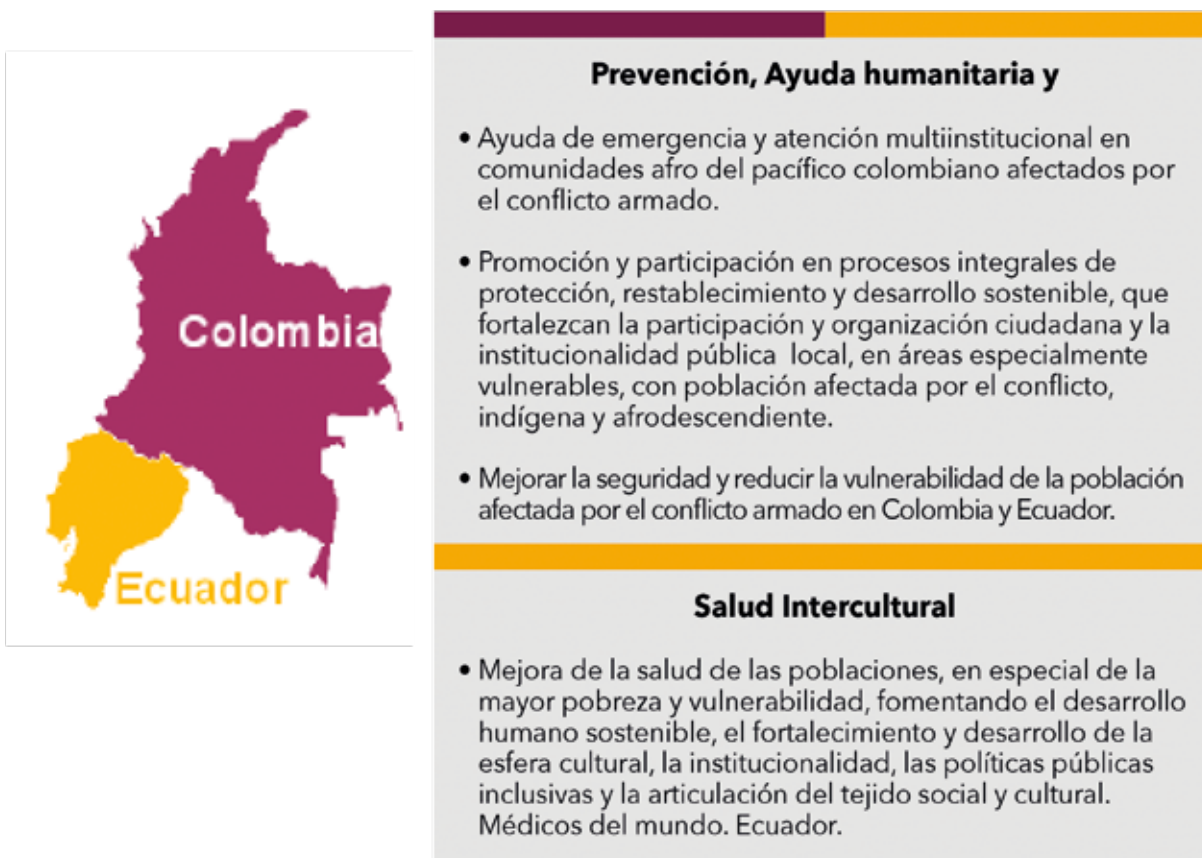 Colombia
Ecuador
Prevención, Ayuda humanitaria y
• Ayuda de emergencia y atención multiinstitucional en
comunidades afro del pacífico colombiano afectados por
el conflicto armado.
• Promoción y participación en procesos integrales de
protección, restablecimiento y desarrollo sostenible, que
fortalezcan la participación y organización ciudadana y la
institucionalidad pública local, en áreas especialmente
vulnerables, con población afectada por el conflicto,
indígena y afrodescendiente.
• Mejorar la seguridad y reducir la vulnerabilidad de la población
afectada por el conflicto armado en Colombia y Ecuador.
Salud Intercultural
• Mejora de la salud de las poblaciones, en especial de la
mayor pobreza y vulnerabilidad, fomentando el desarrollo
humano sostenible, el fortalecimiento y desarrollo de la
esfera cultural, la institucionalidad, las políticas públicas
inclusivas y la articulación del tejido social y cultural.
Médicos del mundo. Ecuador.